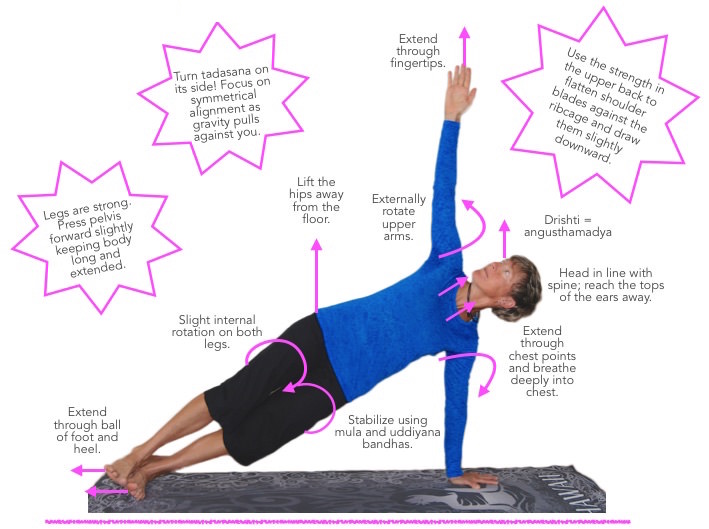 Turn tadasana on
its side! Focus on
symmetrical
alignment as
gravity pulls
against you.
Extend
through
fingertips.
Use the strength in
the upper back to
flatten shoulder
blades against the
ribcage and draw
them slightly
downward.
Legs are strong.
Press pelvis
forward slightly
keeping body
long and
extended.
Lift the
hips away
from the
floor.
Externally
rotate
upper
arms.
Drishti =
angusthamadya
Head in line with
spine; reach the tops
of the ears away.
Slight internal
rotation on both
legs.
Extend
through
chest points
and breathe
deeply into
chest.
Extend
through ball
of foot and
heel.
Stabilize using
mula and uddiyana
bandhas.
HAWAII